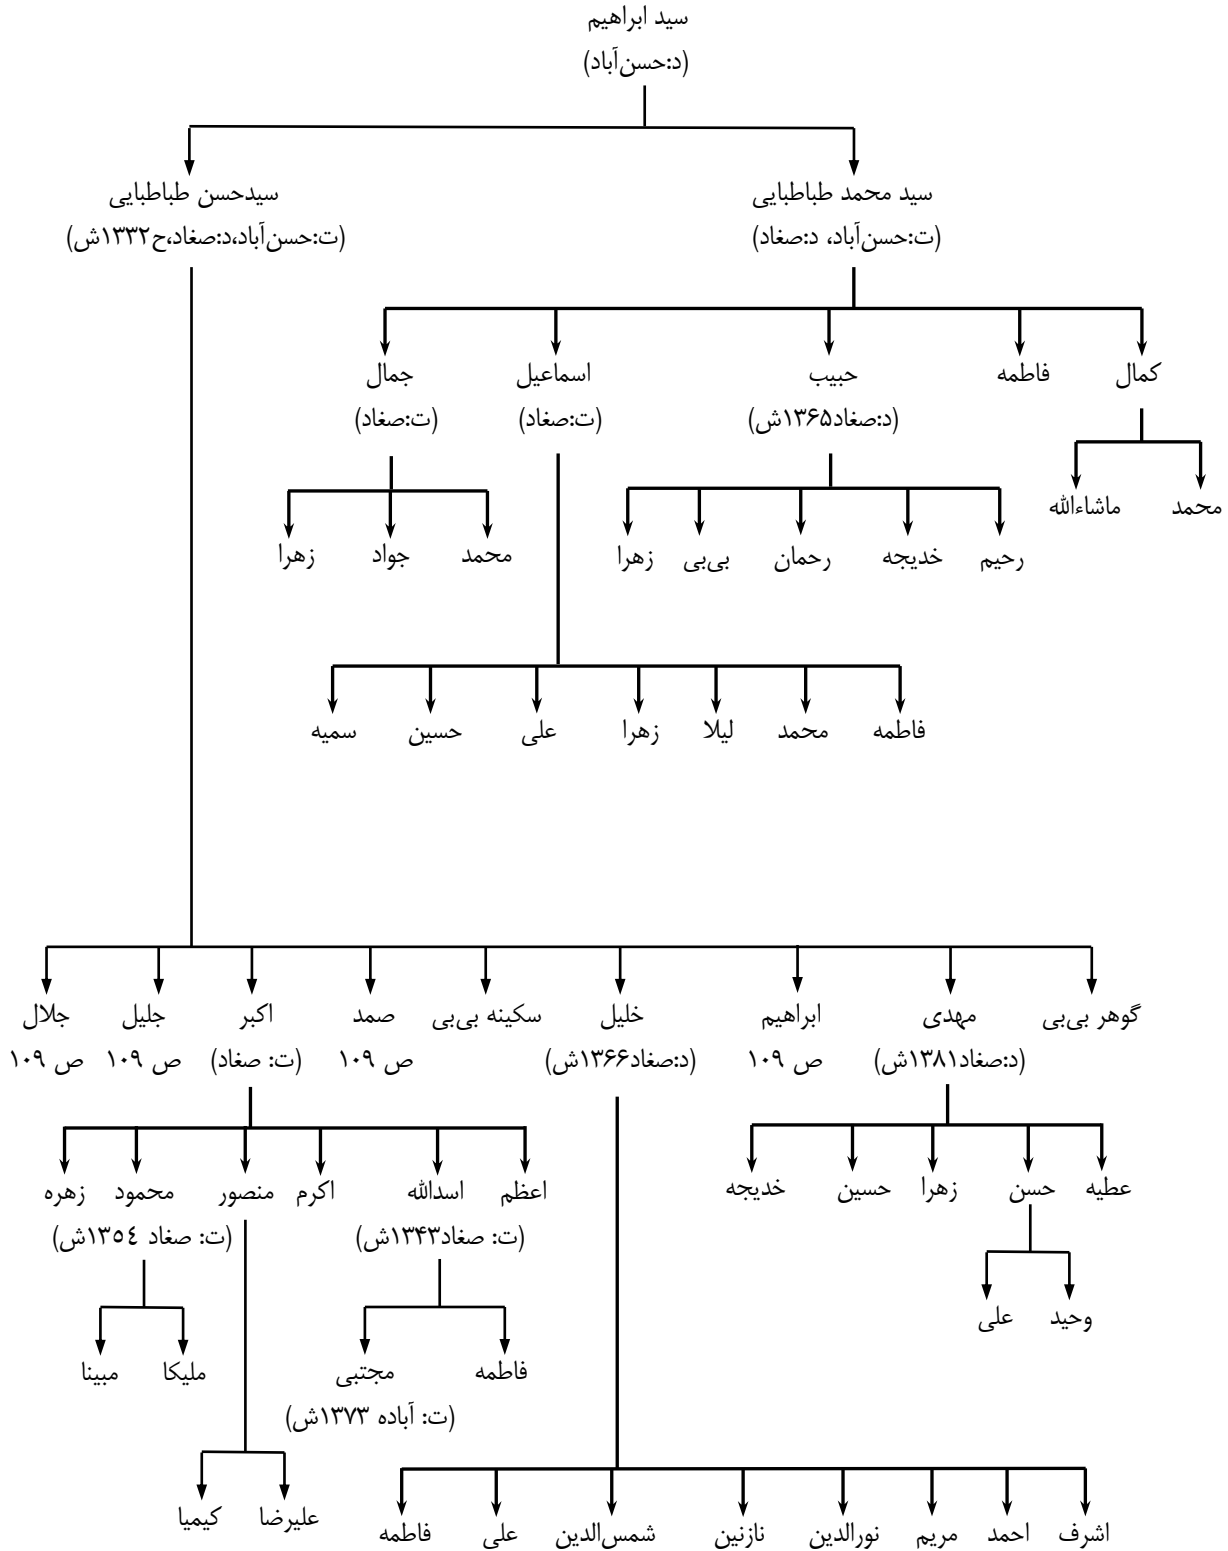 سید ابراهیم
(د:حسن‌آباد)
سید محمد طباطبایی
سیدحسن طباطبایی
(ت:حسن‌آباد، د:صغاد)
(ت:حسن‌آباد،د:صغاد،ح۱۳۳۲ش)
کمال
فاطمه
حبیب
اسماعیل
جمال
(د:صغاد۱۳۶۵ش)
(ت:صغاد)
(ت:صغاد)
محمد
ماشاءالله
رحیم
خدیجه
رحمان
بی‌بی
زهرا
محمد
جواد
زهرا
فاطمه
محمد
لیلا
زهرا
علی
حسین
سمیه
گوهر بی‌بی
مهدی
ابراهیم
خلیل
سکینه بی‌بی
صمد
اکبر
جلیل
جلال
(د:صغاد۱۳۸۱ش)
ص ۱۰۹
(د:صغاد۱۳۶۶ش)
ص ۱۰۹
(ت: صغاد)
ص ۱۰۹
ص ۱۰۹
عطیه
حسن
زهرا
حسین
خدیجه
اعظم
اسدالله
اکرم
منصور
محمود
زهره
(ت: صغاد۱۳۴۳ش)
(ت: صغاد ۱۳۵٤ش)
وحید
علی
فاطمه
مجتبی
ملیکا
مبینا
(ت: آباده ۱۳۷۳ش)
علیرضا
کیمیا
اشرف
احمد
مریم
نورالدین
نازنین
شمس‌الدین
علی
فاطمه